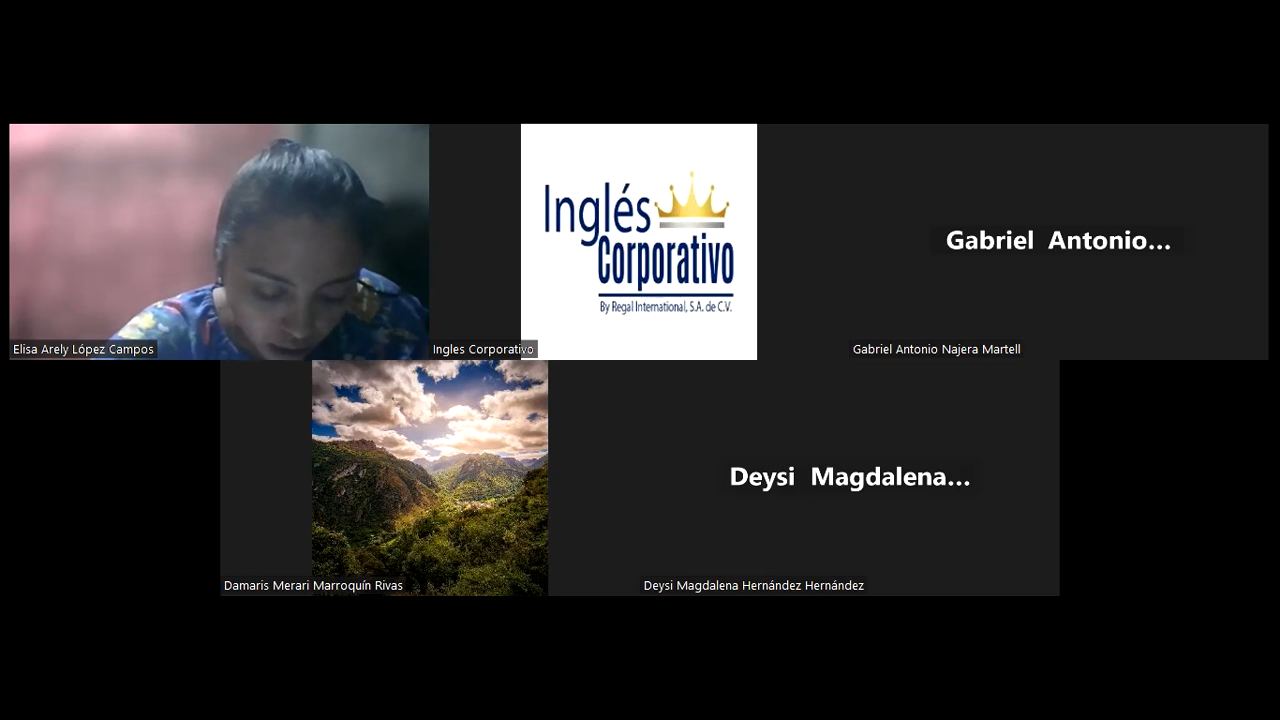 Elisa Arely López Campos
Inglés
Corporativo
By Regal International, S.A. de C.V.
Ingles Corporativo
Gabriel Antonio...
Gabriel Antonio Najera Martell
Damaris Merari Marroquín Rivas
Deysi Magdalena...
Deysi Magdalena Hernández Hernández